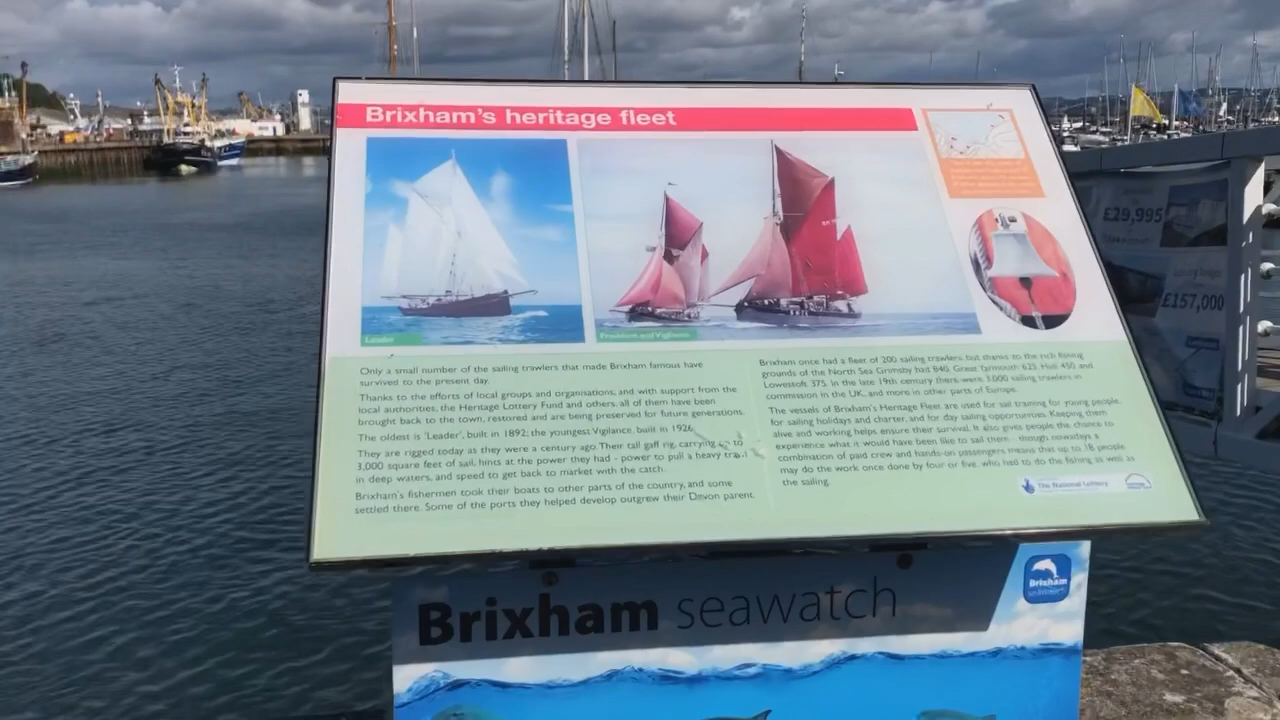 Brixham's heritage fleet
Leader
Provident and Vigilance
Only a small number of the sailing trawlers that made Brixham famous have
survived to the present day.
Thanks to the efforts of local groups and organisations, and with support from the
local authorities, the Heritage Lottery Fund and others, all of them have been
brought back to the town, restored and are being preserved for future generations.
The oldest is 'Leader', built in 1892; the youngest Vigilance, built in 1926.
They are rigged today as they were a century ago. Their tall gaff rig, carrying up to
3,000 square feet of sail, hints at the power they had - power to pull a heavy trawl
in deep waters, and speed to get back to market with the catch.
Brixham's fishermen took their boats to other parts of the country, and some
settled there. Some of the ports they helped develop outgrew their Devon parent.
Brixham once had a fleet of 200 sailing trawlers, but thanks to the rich fishing
grounds of the North Sea Grimsby had 840, Great Yarmouth 625, Hull 450 and
Lowestoft 375. In the late 19th century there were 3,000 sailing trawlers in
commission in the UK, and more in other parts of Europe.
The vessels of Brixham's Heritage Fleet are used for sail training for young people,
for sailing holidays and charter, and for day sailing opportunities. Keeping them
alive and working helps ensure their survival. It also gives people the chance to
experience what it would have been like to sail them - though nowadays a
combination of paid crew and hands-on passengers means that up to 18 people
may do the work once done by four or five, who had to do the fishing as well as
the sailing.
The National Lottery
£29,995
£157,000
Brixham seawatch
Brixham
seawatch